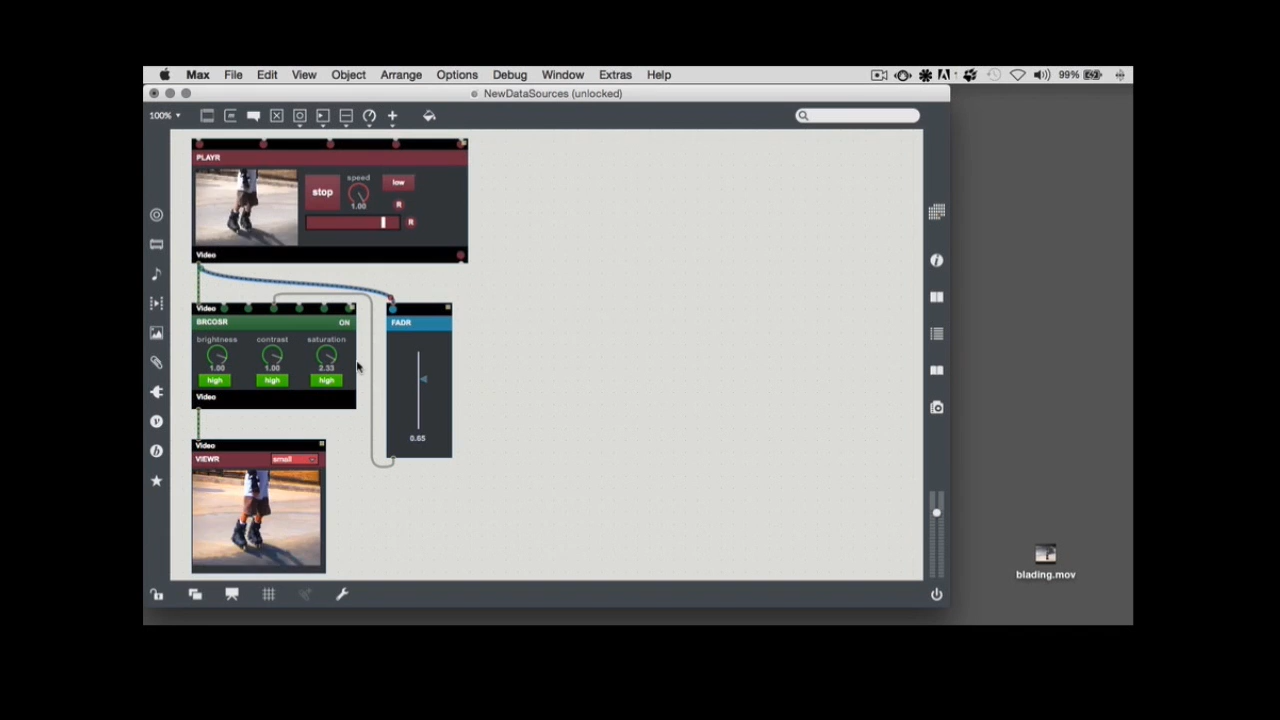 Max File Edit View Object Arrange Options Debug Window Extras Help 99%
NewDataSources (unlocked)
100%
PLAYR
stop
speed
1.00
low
R
R
Video
Video
BRCOSR ON
brightness contrast saturation
1.00 1.00 2.33
high high high
Video
FADR
0.65
Video
VIEWR small
blading.mov